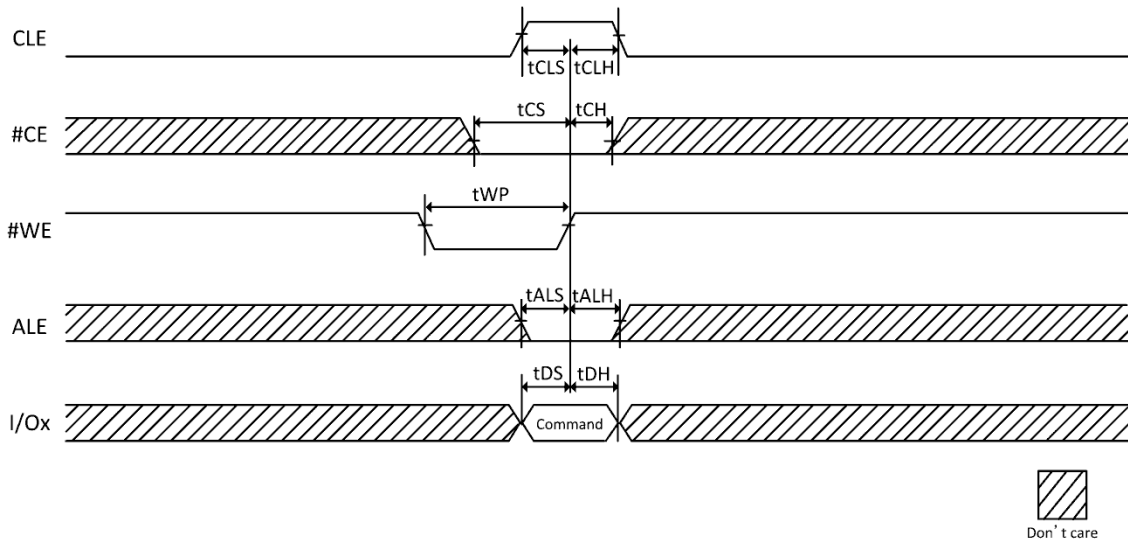 CLE
tCLS tCLH
#CE
tCS tCH
#WE
tWP
ALE
tALS tALH
I/Ox
tDS tDH
Command
Don't care